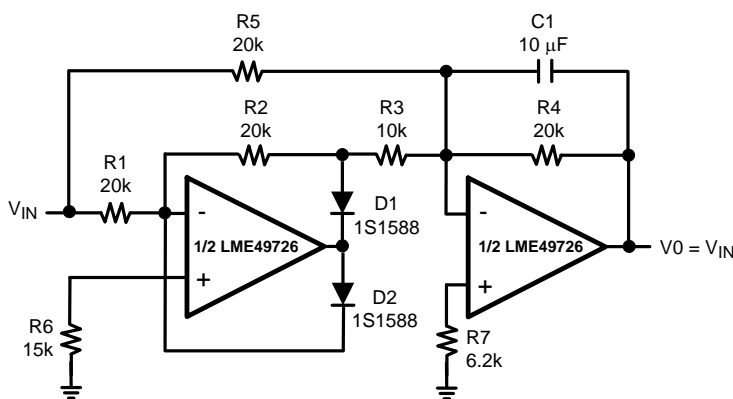 R5
20k
C1
10 μF
R2
20k
R3
10k
R4
20k
R1
20k
VIN
-
+
1/2 LME49726
D1
1S1588
D2
1S1588
-
+
1/2 LME49726
V0 = VIN
R6
15k
R7
6.2k